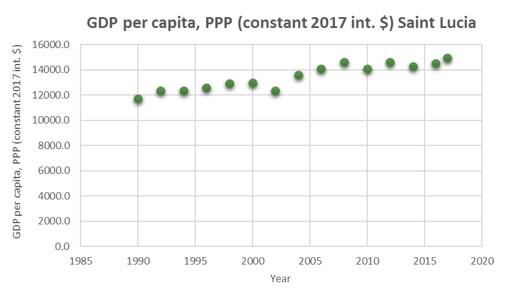 GDP per capita, PPP (constant 2017 int. $) Saint Lucia
GDP per capita, PPP (constant 2017 int. $)
16000.0
14000.0
12000.0
10000.0
8000.0
6000.0
4000.0
2000.0
0.0
1985 1990 1995 2000 2005 2010 2015 2020
Year